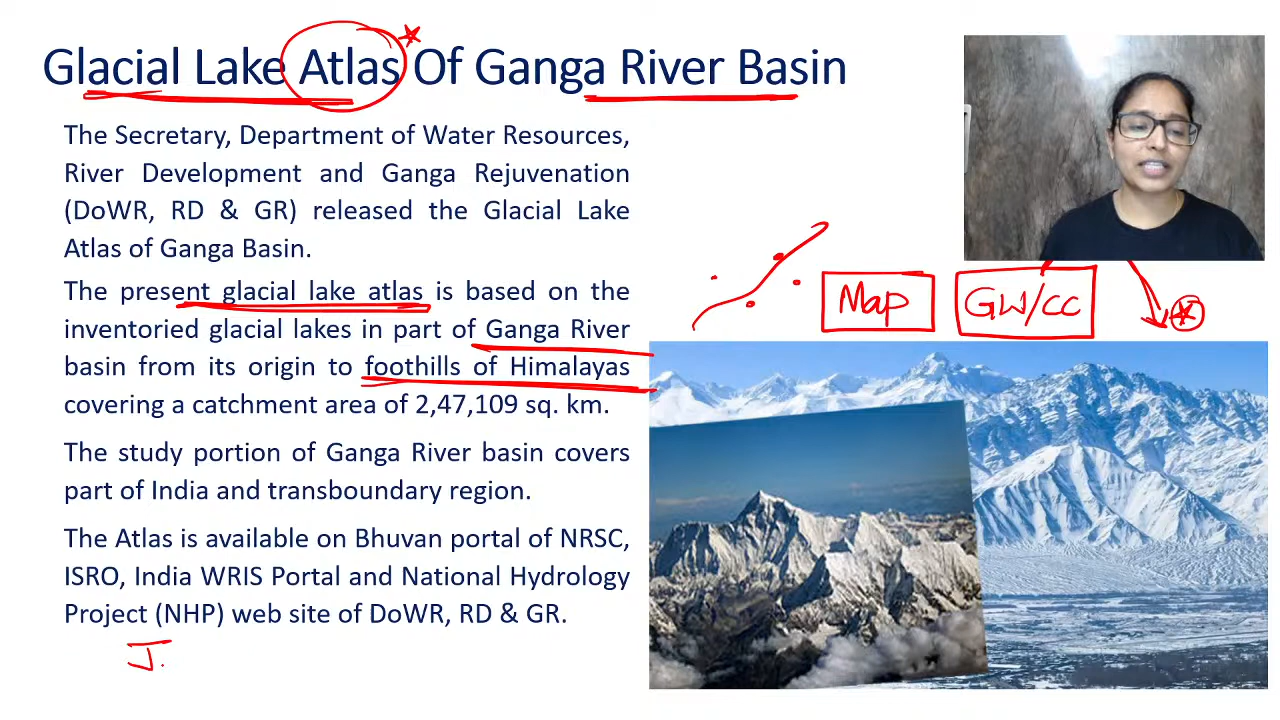 Glacial Lake Atlas Of Ganga River Basin
The Secretary, Department of Water Resources,
River Development and Ganga Rejuvenation
(DoWR, RD & GR) released the Glacial Lake
Atlas of Ganga Basin.
The present glacial lake atlas is based on the
inventoried glacial lakes in part of Ganga River
basin from its origin to foothills of Himalayas
covering a catchment area of 2,47,109 sq. km.
The study portion of Ganga River basin covers
part of India and transboundary region.
The Atlas is available on Bhuvan portal of NRSC,
ISRO, India WRIS Portal and National Hydrology
Project (NHP) web site of DoWR, RD & GR.
J.
Map
GW/CC